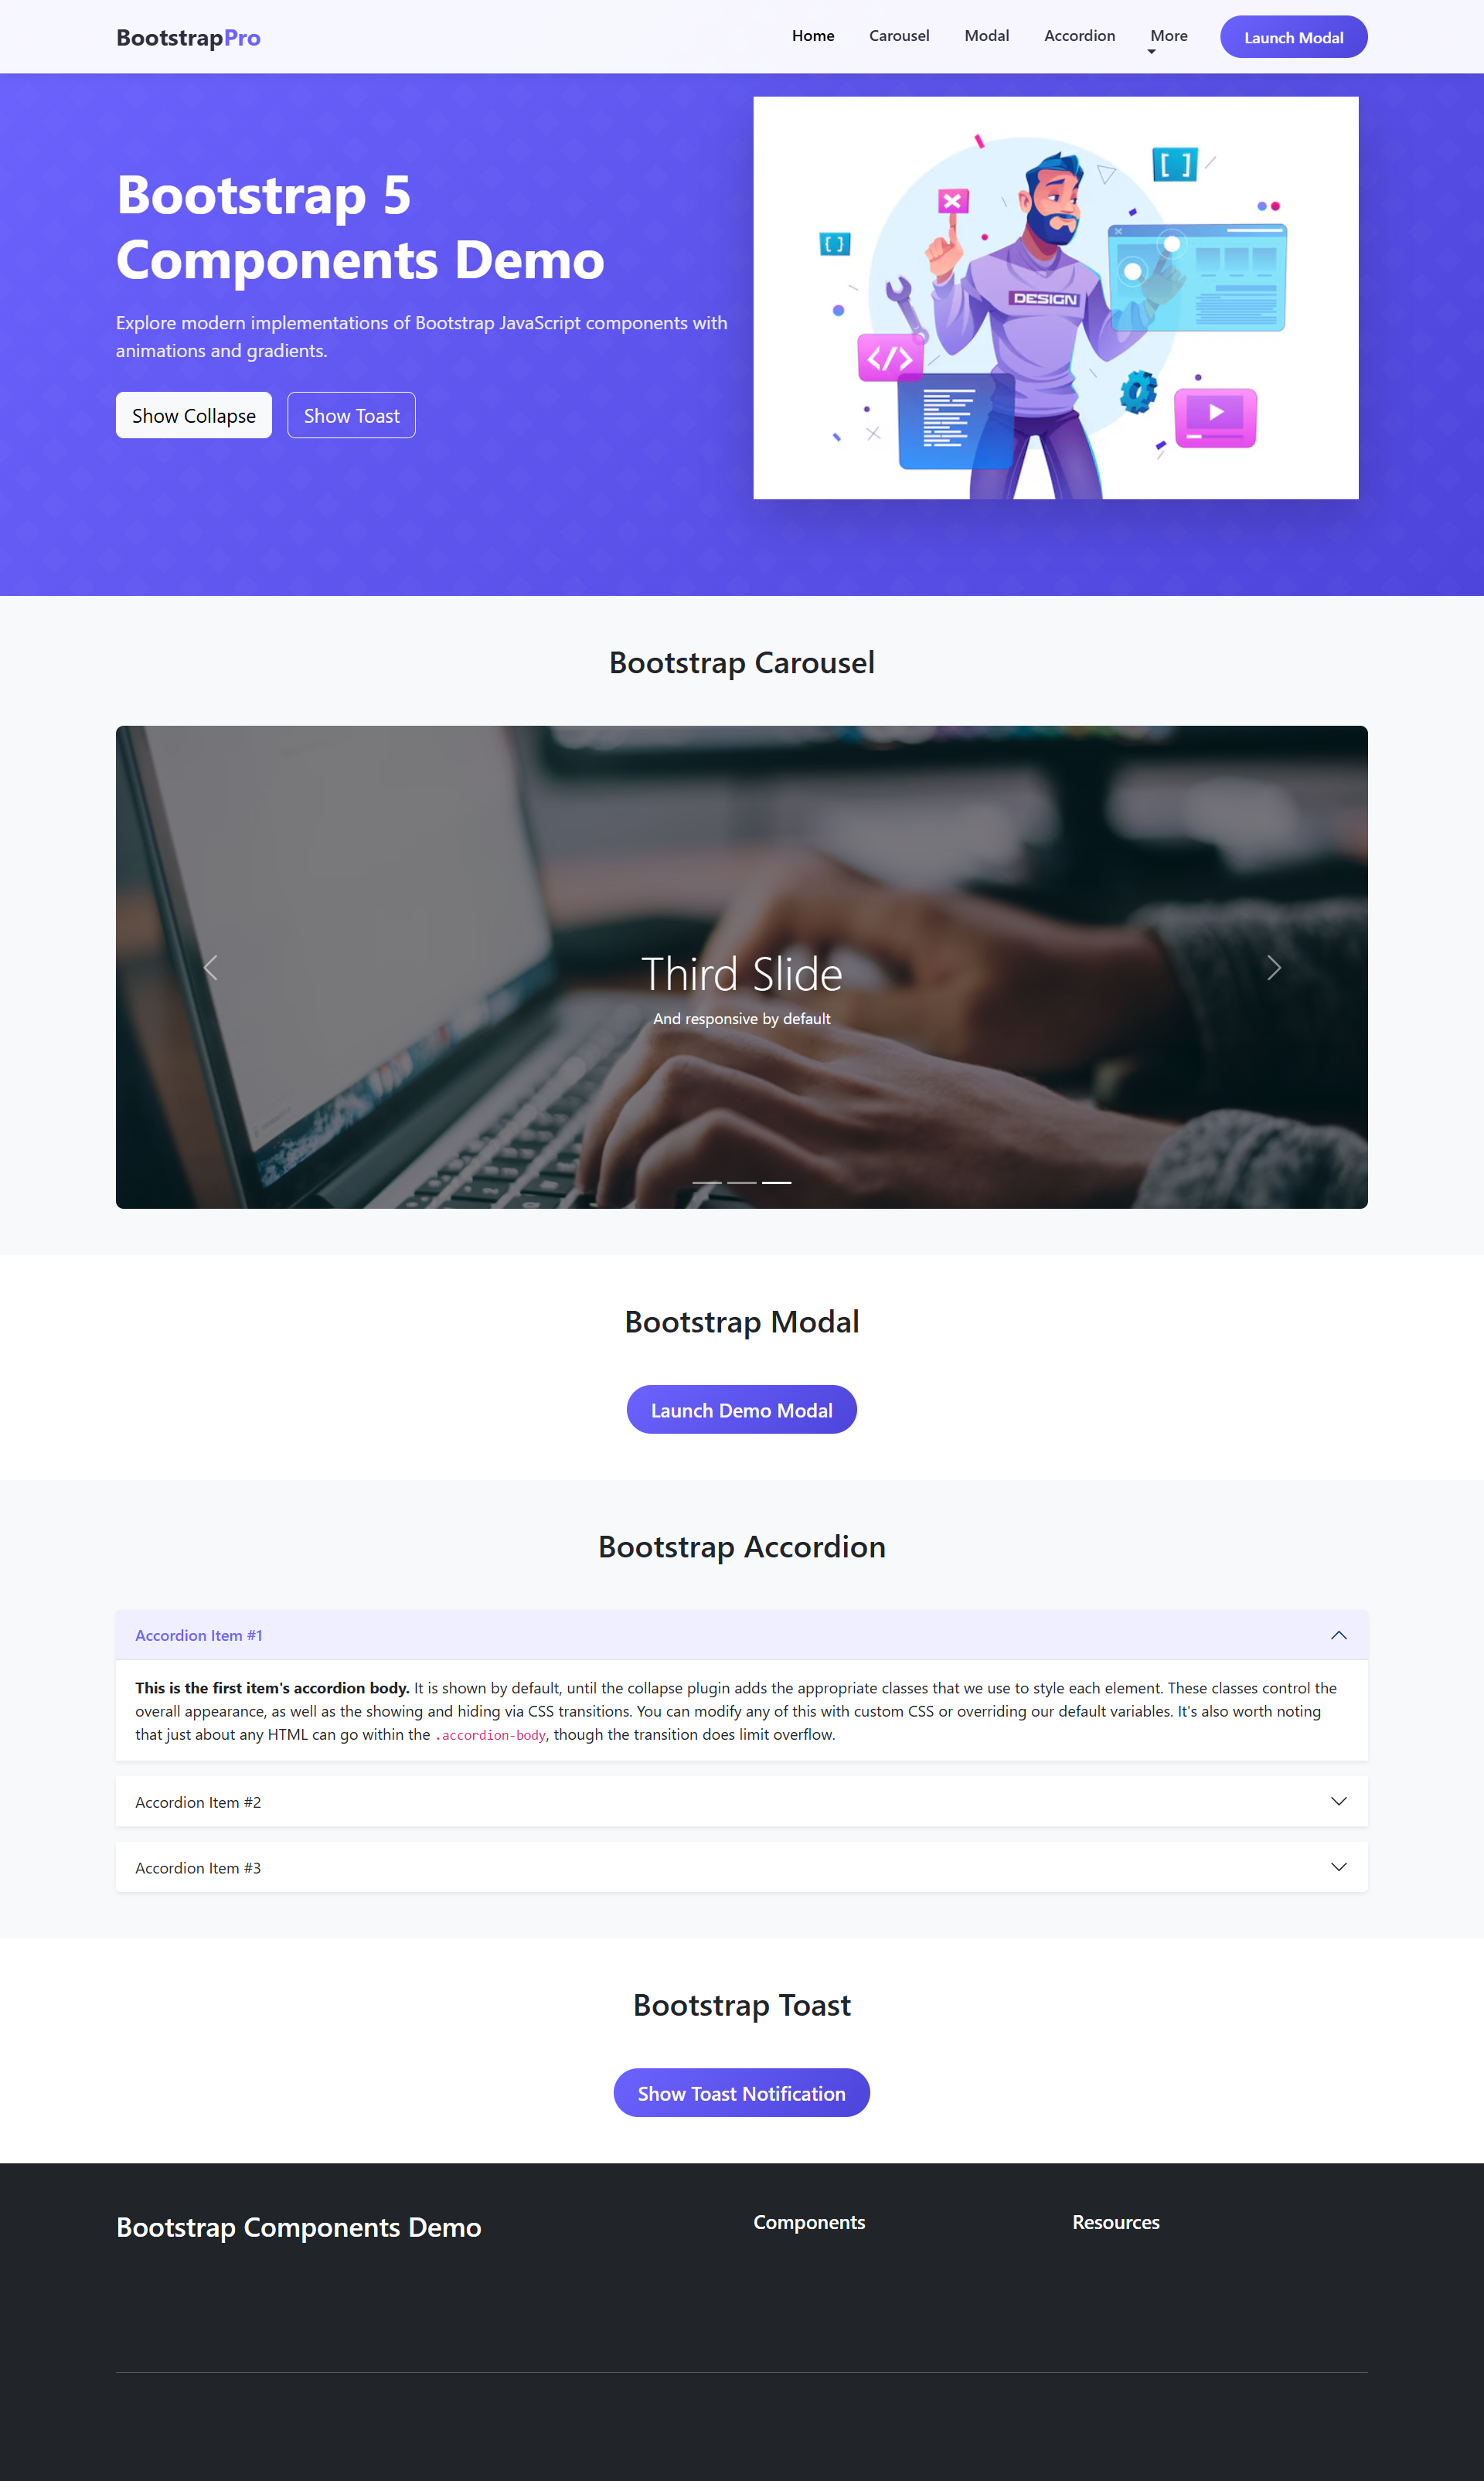 BootstrapPro
Home
Carousel
Modal
Accordion
More
Launch Modal
Bootstrap 5
Components Demo
Explore modern implementations of Bootstrap JavaScript components with
animations and gradients.
Show Collapse
Show Toast
[ ]
[ ]
DESIGN
</>
Bootstrap Carousel
Third Slide
And responsive by default
Bootstrap Modal
Launch Demo Modal
Bootstrap Accordion
Accordion Item #1
This is the first item's accordion body. It is shown by default, until the collapse plugin adds the appropriate classes that we use to style each element. These classes control the
overall appearance, as well as the showing and hiding via CSS transitions. You can modify any of this with custom CSS or overriding our default variables. It's also worth noting
that just about any HTML can go within the .accordion-body, though the transition does limit overflow.
Accordion Item #2
Accordion Item #3
Bootstrap Toast
Show Toast Notification
Bootstrap Components Demo
Components
Resources